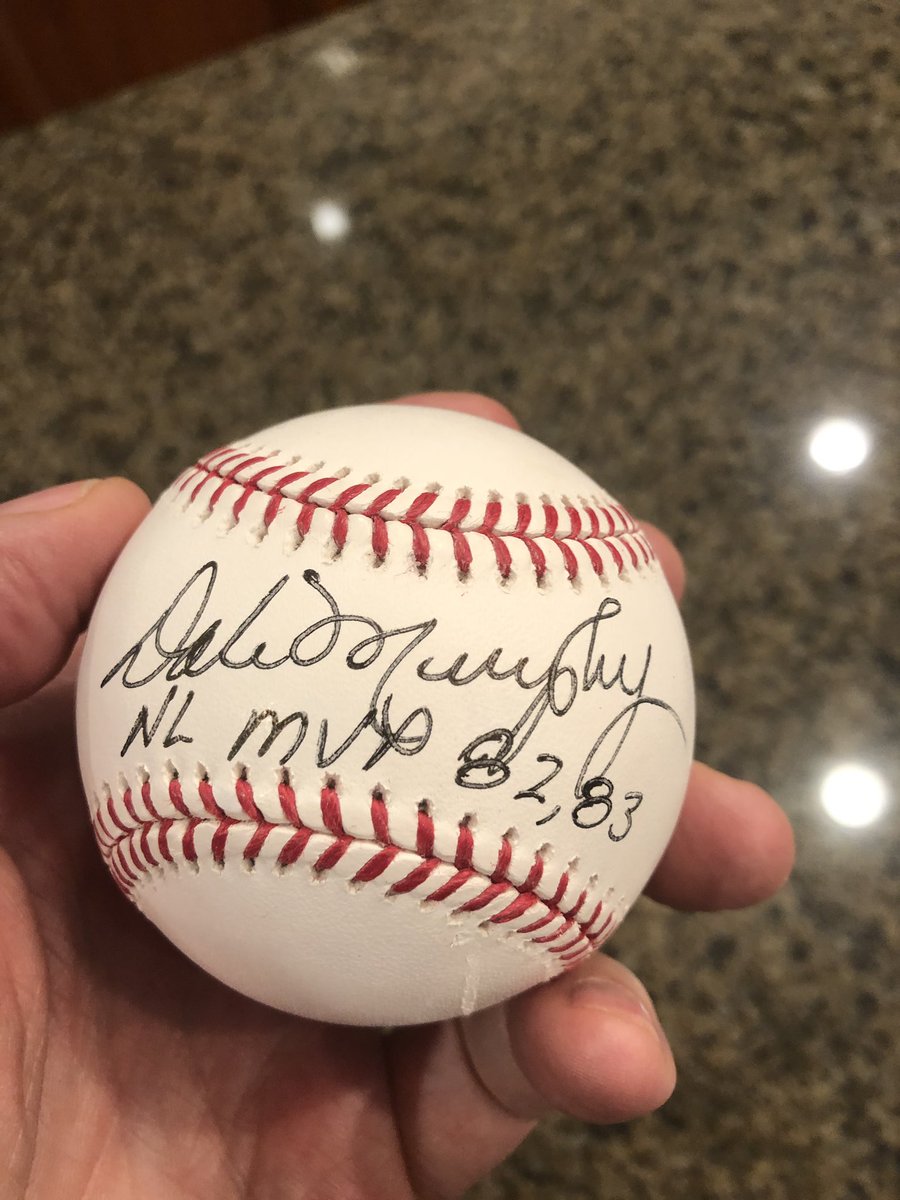 Dale Murphy
NL MVP 82,83